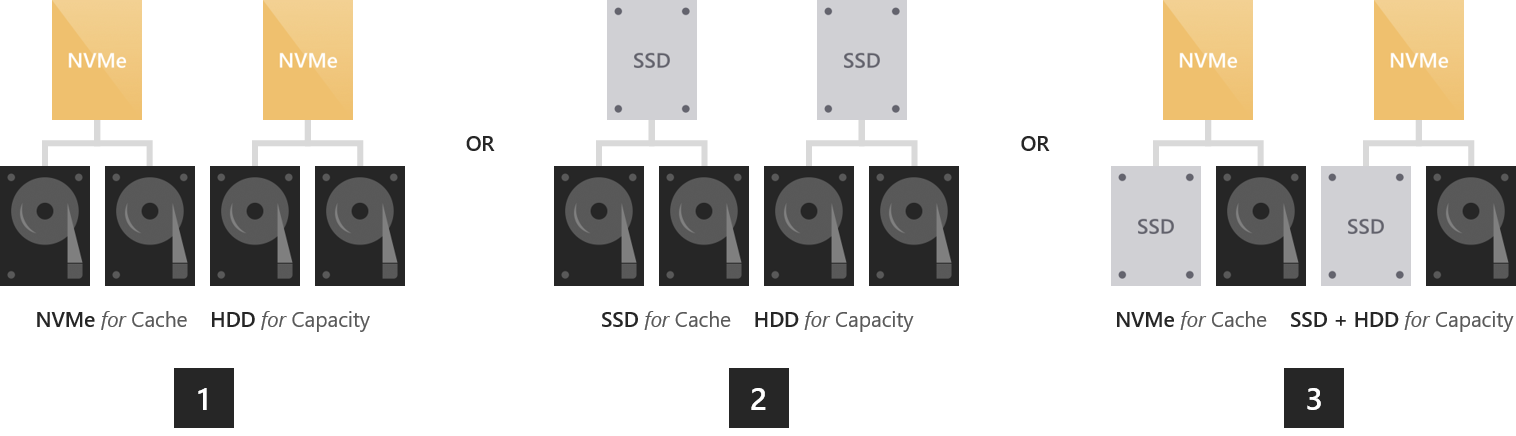 NVMe NVMe SSD SSD NVMe NVMe
OR OR
SSD SSD
NVMe for Cache HDD for Capacity SSD for Cache HDD for Capacity NVMe for Cache SSD + HDD for Capacity
1 2 3